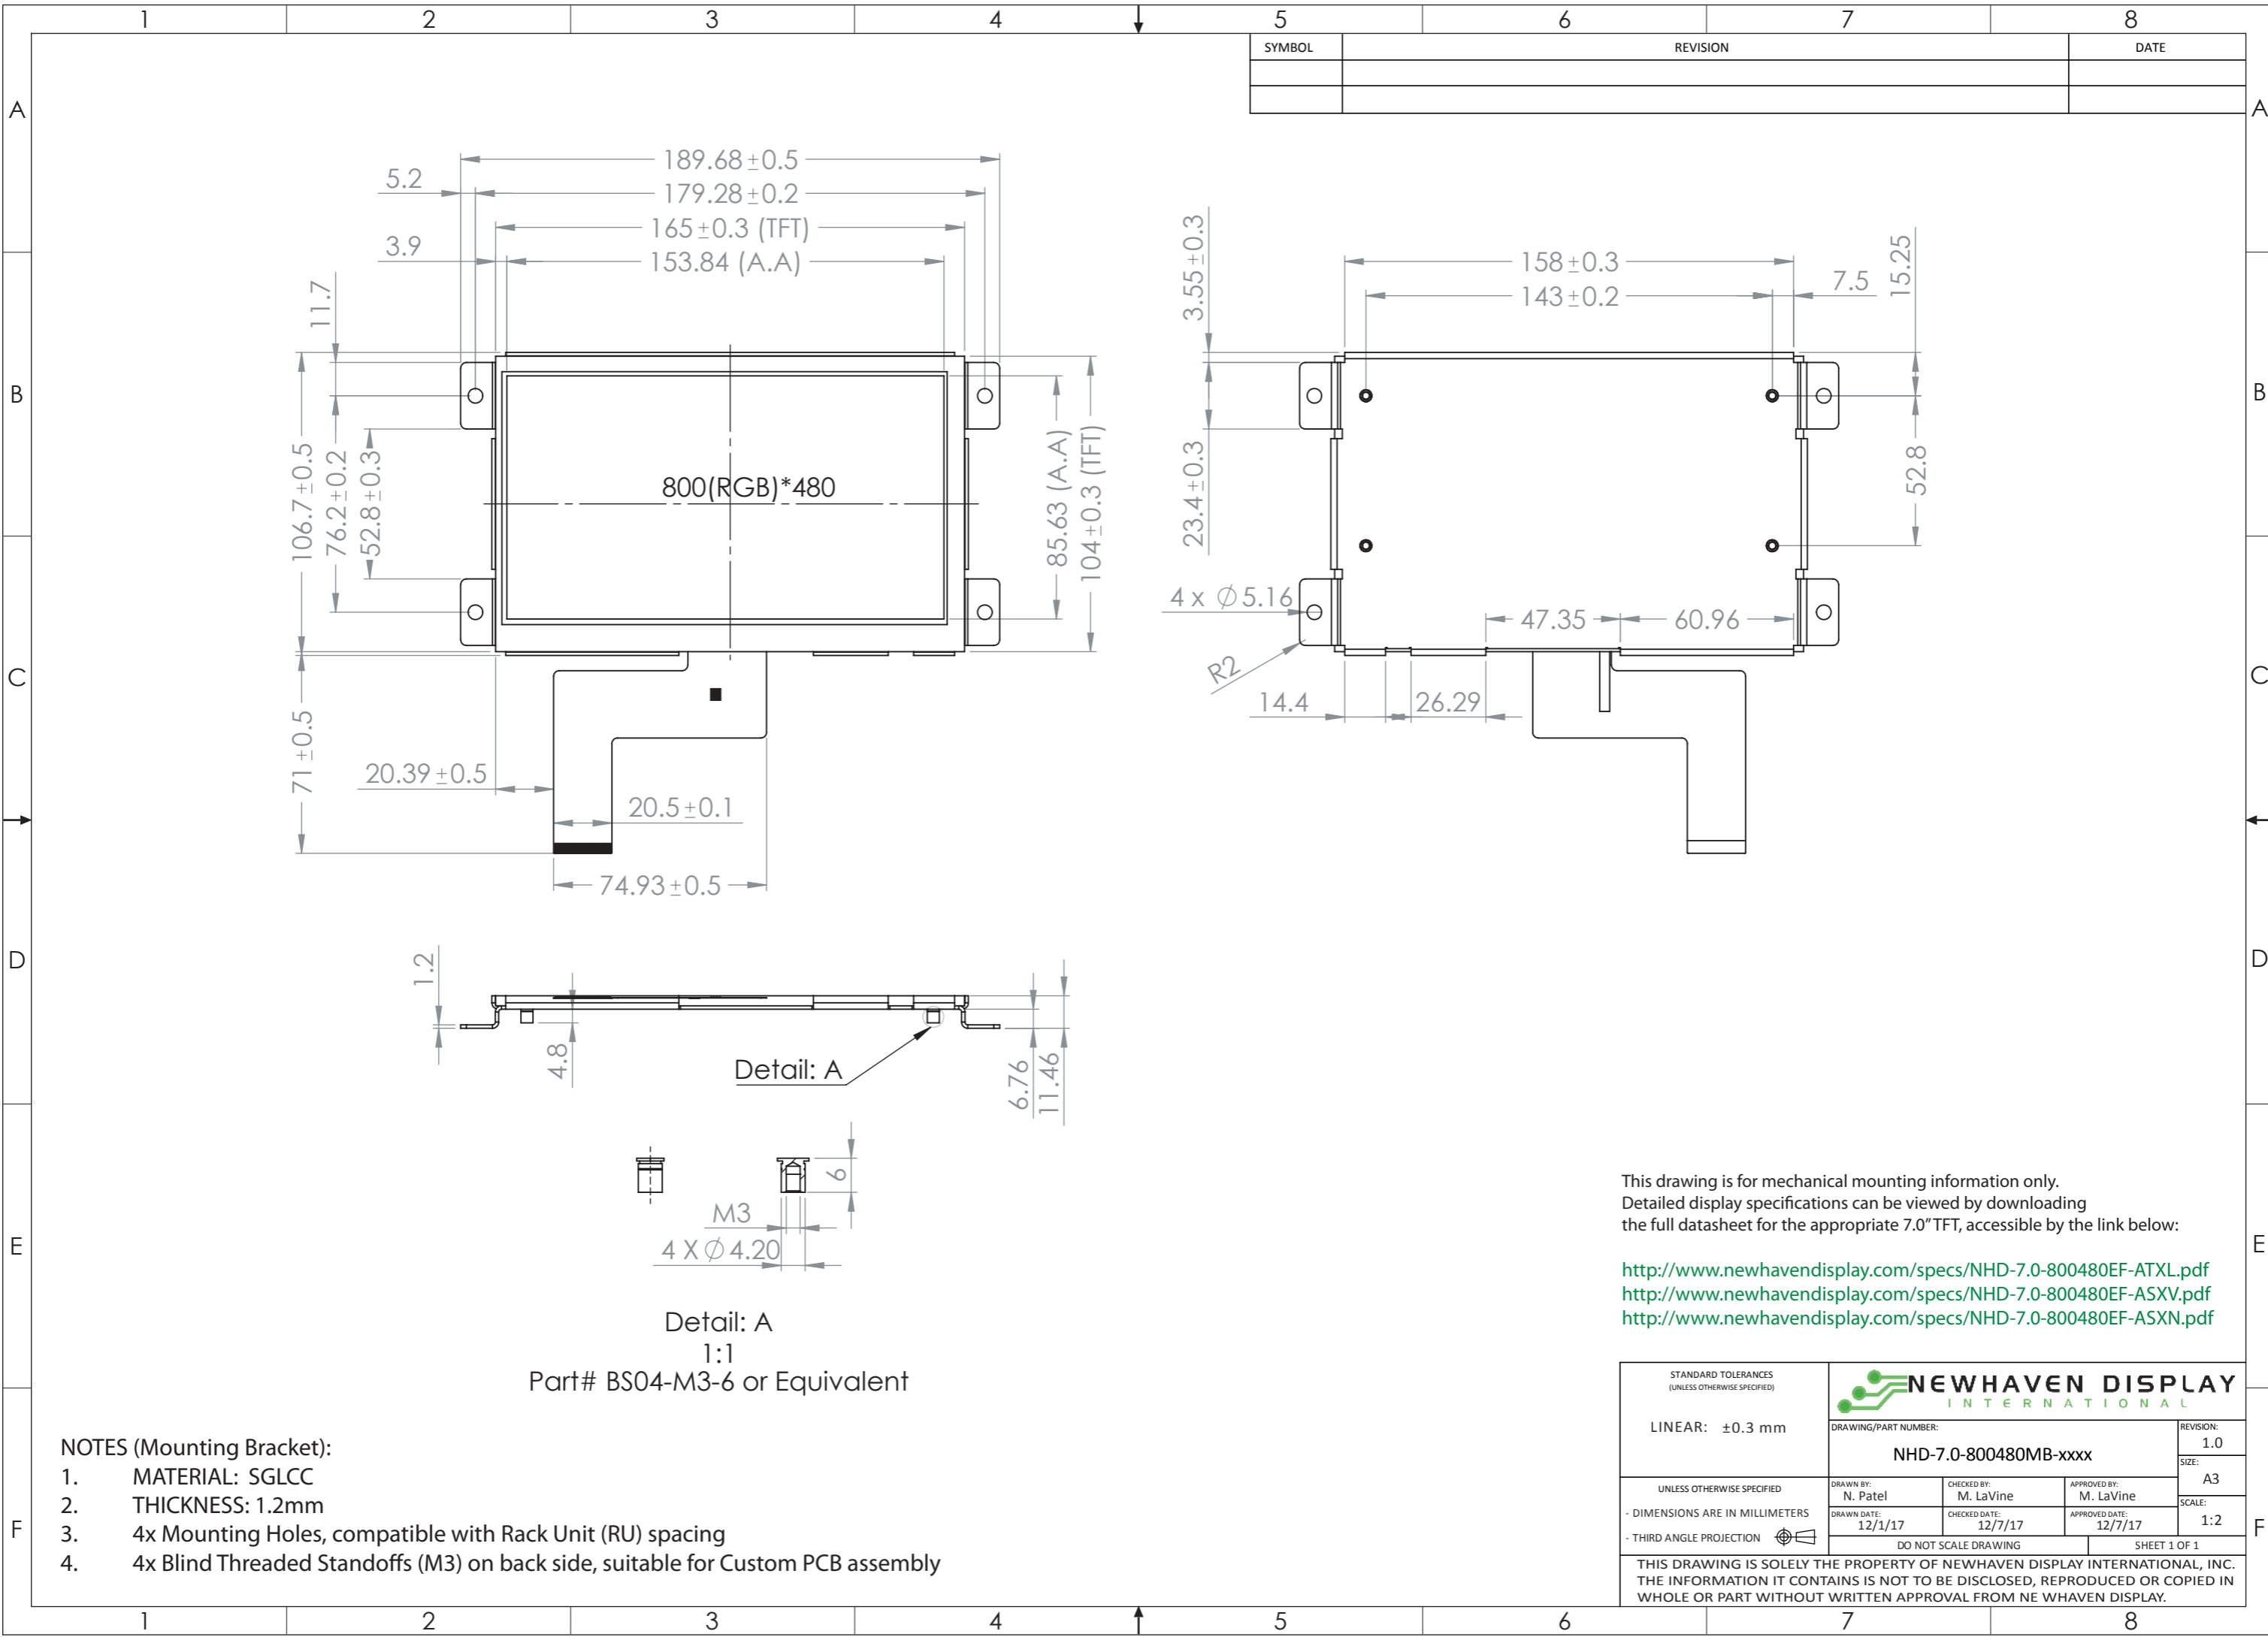 1 2 3 4 5 6 7 8
SYMBOL REVISION DATE
A A
B B
C C
D D
E E
F F
189.68±0.5
5.2
179.28±0.2
165±0.3 (TFT)
3.9
153.84 (A.A)
11.7
106.7±0.5
76.2±0.2
52.8±0.3
800(RGB)*480
85.63 (A.A)
104±0.3 (TFT)
71±0.5
20.39±0.5
20.5±0.1
74.93±0.5
3.55±0.3
158±0.3
143±0.2
7.5
15.25
23.4±0.3
52.8
4 x ∅5.16
47.35
60.96
R2
14.4
26.29
1.2
4.8
Detail: A
6.76
11.46
6
M3
4 X ∅4.20
Detail: A
1:1
Part# BS04-M3-6 or Equivalent
This drawing is for mechanical mounting information only.
Detailed display specifications can be viewed by downloading
the full datasheet for the appropriate 7.0" TFT, accessible by the link below:
http://www.newhavendisplay.com/specs/NHD-7.0-800480EF-ATXL.pdf
http://www.newhavendisplay.com/specs/NHD-7.0-800480EF-ASXV.pdf
http://www.newhavendisplay.com/specs/NHD-7.0-800480EF-ASXN.pdf
NOTES (Mounting Bracket):
1. MATERIAL: SGLCC
2. THICKNESS: 1.2mm
3. 4x Mounting Holes, compatible with Rack Unit (RU) spacing
4. 4x Blind Threaded Standoffs (M3) on back side, suitable for Custom PCB assembly
STANDARD TOLERANCES
(UNLESS OTHERWISE SPECIFIED)
LINEAR: ±0.3 mm
NEWHAVEN DISPLAY
INTERNATIONAL
DRAWING/PART NUMBER:
NHD-7.0-800480MB-xxxx
REVISION:
1.0
SIZE:
A3
SCALE:
1:2
UNLESS OTHERWISE SPECIFIED
- DIMENSIONS ARE IN MILLIMETERS
- THIRD ANGLE PROJECTION
DRAWN BY:
N. Patel
CHECKED BY:
M. LaVine
APPROVED BY:
M. LaVine
DRAWN DATE:
12/1/17
CHECKED DATE:
12/7/17
APPROVED DATE:
12/7/17
DO NOT SCALE DRAWING
SHEET 1 OF 1
THIS DRAWING IS SOLELY THE PROPERTY OF NEWHAVEN DISPLAY INTERNATIONAL, INC.
THE INFORMATION IT CONTAINS IS NOT TO BE DISCLOSED, REPRODUCED OR COPIED IN
WHOLE OR PART WITHOUT WRITTEN APPROVAL FROM NE WHAVEN DISPLAY.
1 2 3 4 5 6 7 8